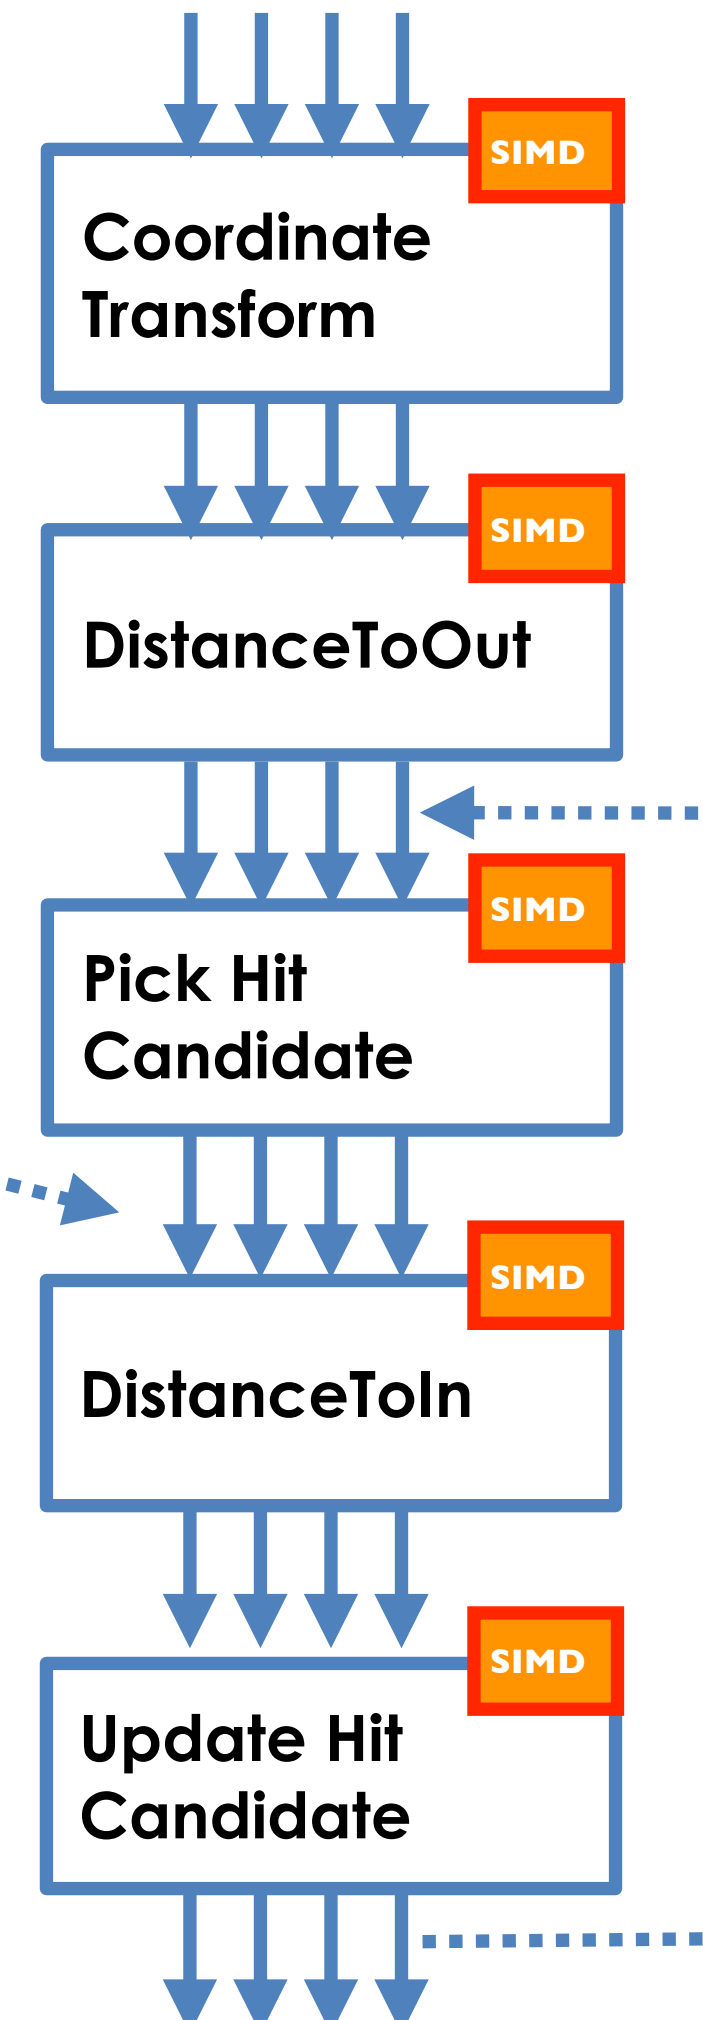 SIMD
Coordinate
Transform
SIMD
DistanceToOut
SIMD
Pick Hit
Candidate
SIMD
DistanceToIn
SIMD
Update Hit
Candidate